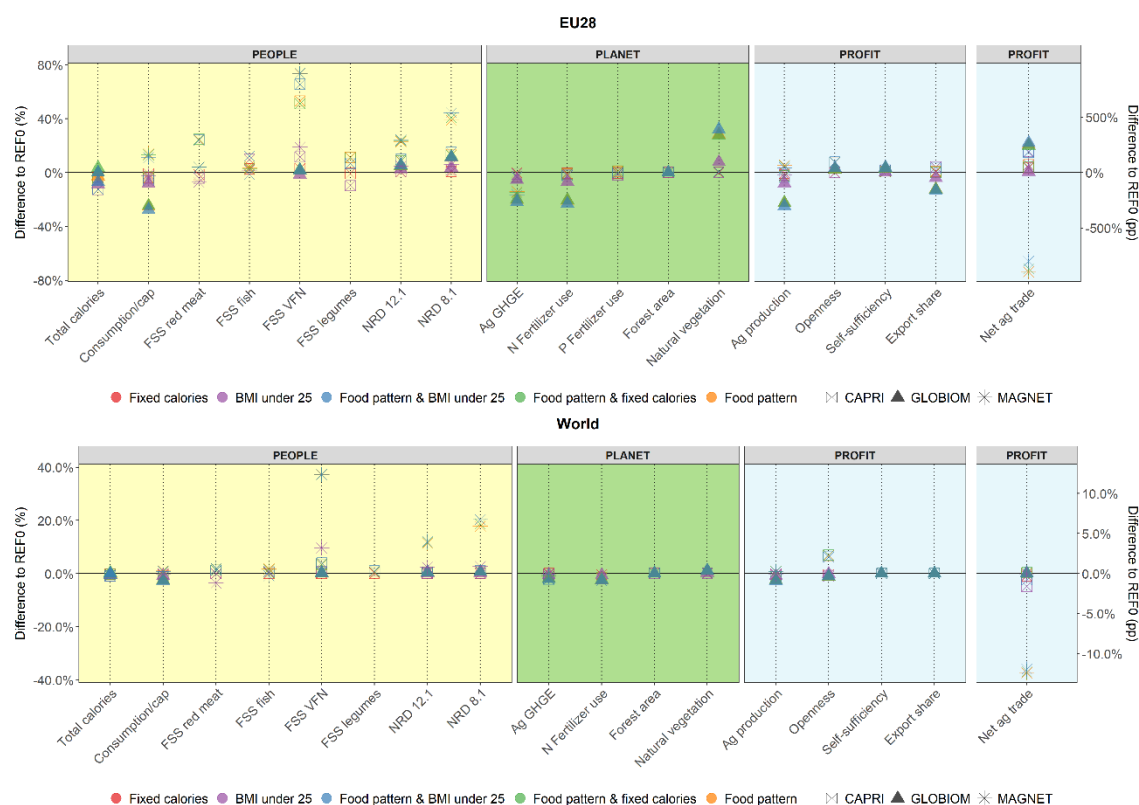 EU28
PEOPLE PLANET PROFIT PROFIT
80%
40%
0%
-40%
-80%
Difference to REF0 (%)
500%
0%
-500%
Difference to REF0 (pp)
Total calories
Consumption/cap
FSS red meat
FSS fish
FSS VFN
FSS legumes
NRD 12.1
NRD 8.1
Ag GHGE
N Fertilizer use
P Fertilizer use
Forest area
Natural vegetation
Ag production
Openness
Self-sufficiency
Export share
Net ag trade
Fixed calories BMI under 25 Food pattern & BMI under 25 Food pattern & fixed calories Food pattern CAPRI GLOBIOM MAGNET
World
PEOPLE PLANET PROFIT PROFIT
40.0%
20.0%
0.0%
-20.0%
-40.0%
Difference to REF0 (%)
10.0%
5.0%
0.0%
-5.0%
-10.0%
Difference to REF0 (pp)
Total calories
Consumption/cap
FSS red meat
FSS fish
FSS VFN
FSS legumes
NRD 12.1
NRD 8.1
Ag GHGE
N Fertilizer use
Forest area
Natural vegetation
Ag production
Openness
Self-sufficiency
Export share
Net ag trade
Fixed calories BMI under 25 Food pattern & BMI under 25 Food pattern & fixed calories Food pattern CAPRI GLOBIOM MAGNET